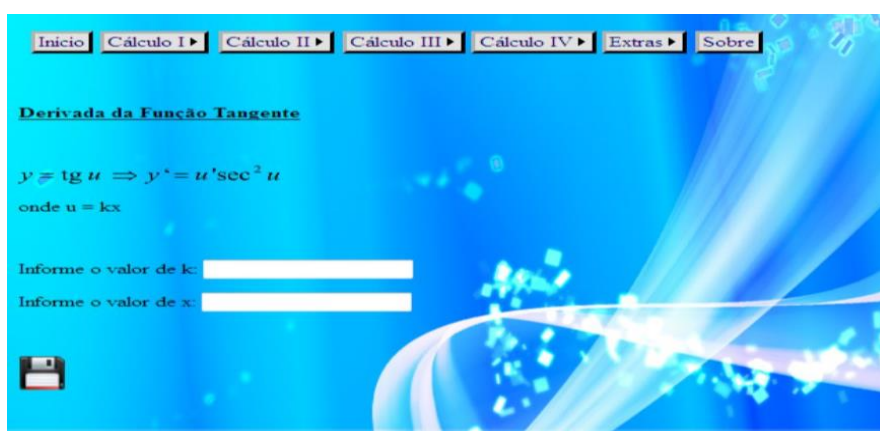 Início Cálculo I Cálculo II Cálculo III Cálculo IV Extras Sobre
Derivada da Função Tangente
y = tg u ⇒ y‘ = u'sec² u
onde u = kx
Informe o valor de k:
Informe o valor de x: